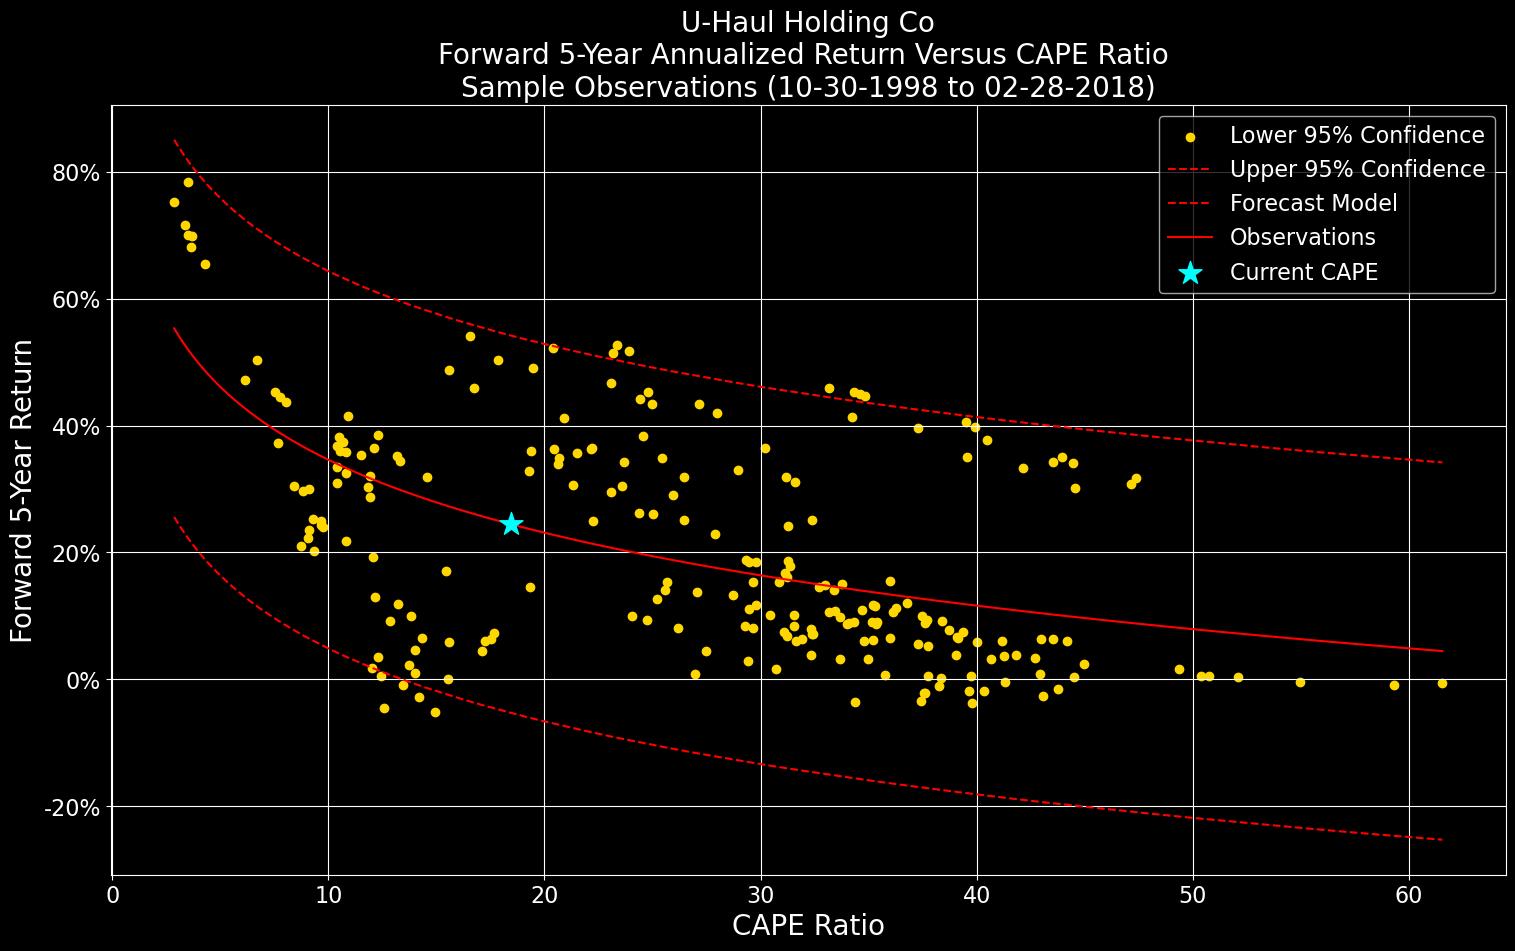 U-Haul Holding Co
Forward 5-Year Annualized Return Versus CAPE Ratio
Sample Observations (10-30-1998 to 02-28-2018)
Lower 95% Confidence
Upper 95% Confidence
Forecast Model
Observations
Current CAPE
Forward 5-Year Return
80%
60%
40%
20%
0%
-20%
0 10 20 30 40 50 60
CAPE Ratio